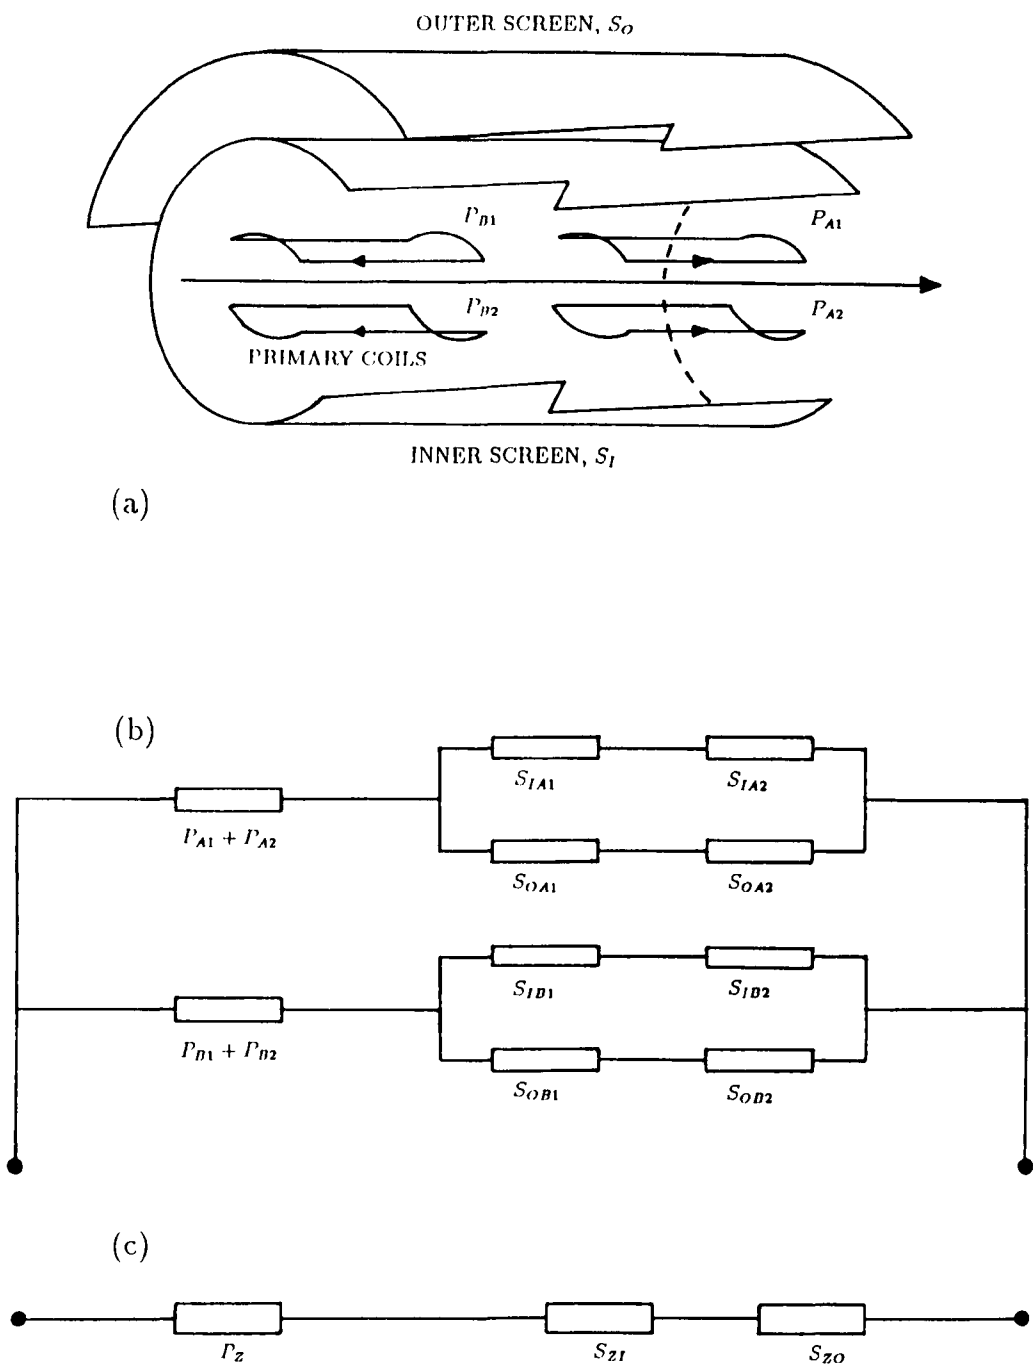 OUTER SCREEN, S_O
P_B1
P_A1
P_B2
P_A2
PRIMARY COILS
INNER SCREEN, S_I
(a)
(b)
S_IA1
S_IA2
P_A1 + P_A2
S_OA1
S_OA2
S_IB1
S_IB2
P_B1 + P_B2
S_OB1
S_OB2
(c)
P_Z
S_ZI
S_ZO